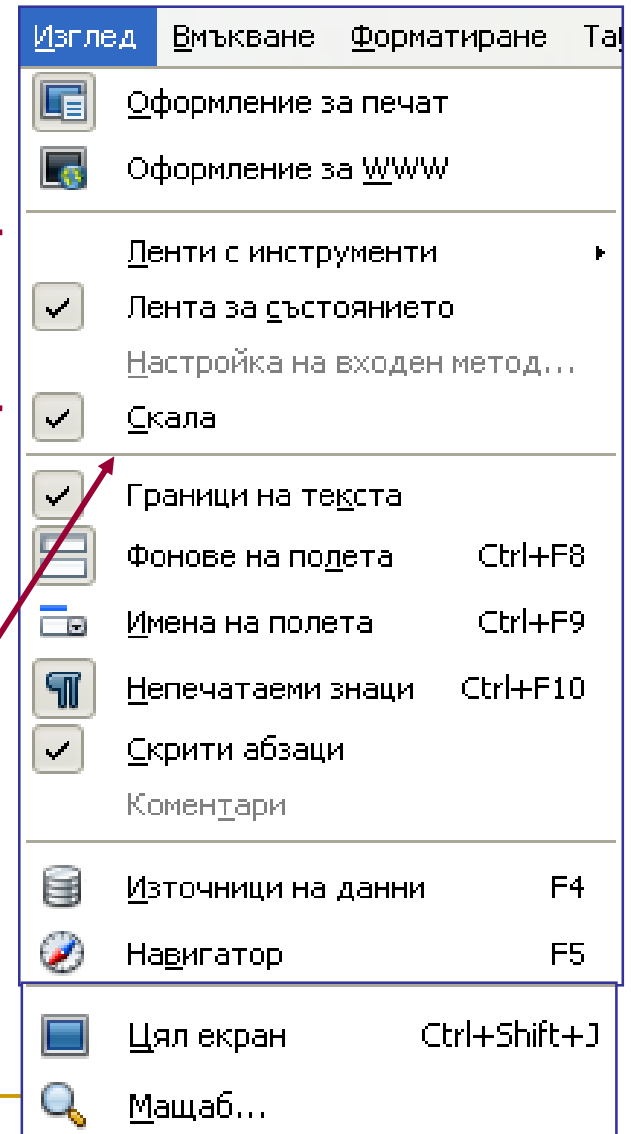 Изглед Вмъкване Форматиране
Оформление за печат
Оформление за WWW
Ленти с инструменти
Лента за състоянието
Настройка на входен метод...
Скала
Граници на текста
Фонове на полета Ctrl+F8
Имена на полета Ctrl+F9
Непечатаеми знаци Ctrl+F10
Скрити абзаци
Коментари
Източници на данни F4
Навигатор F5
Цял екран Ctrl+Shift+J
Мащаб...